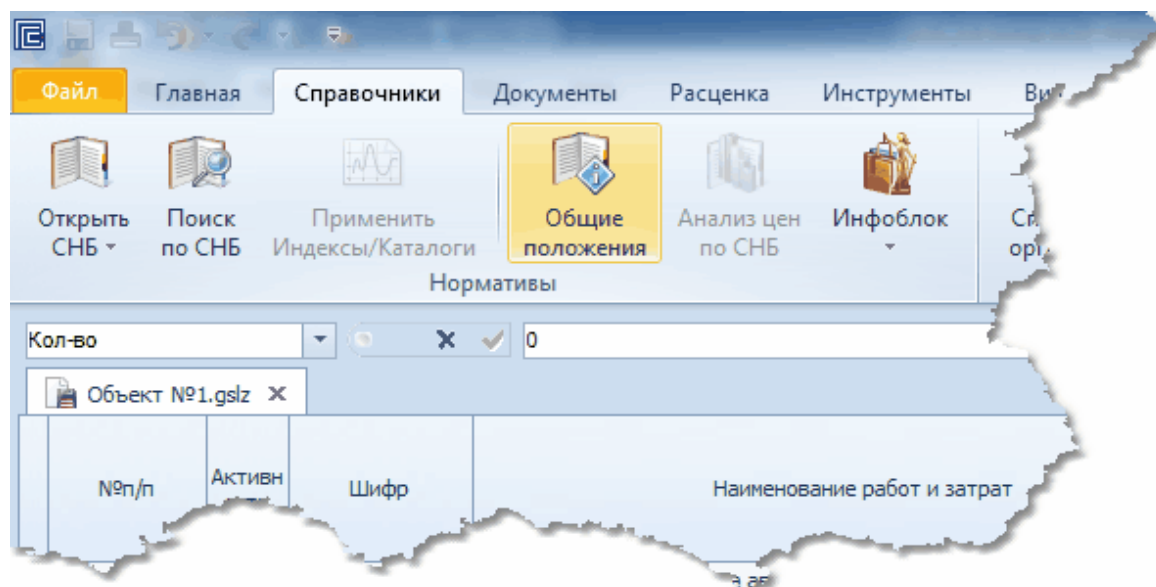 Файл Главная Справочники Документы Расценка Инструменты
Открыть СНБ
Поиск по СНБ
Применить Индексы/Каталоги
Общие положения
Анализ цен по СНБ
Инфоблок
Нормативы
Кол-во 0
Объект №1.gslz
№п/п Активн Шифр Наименование работ и затрат